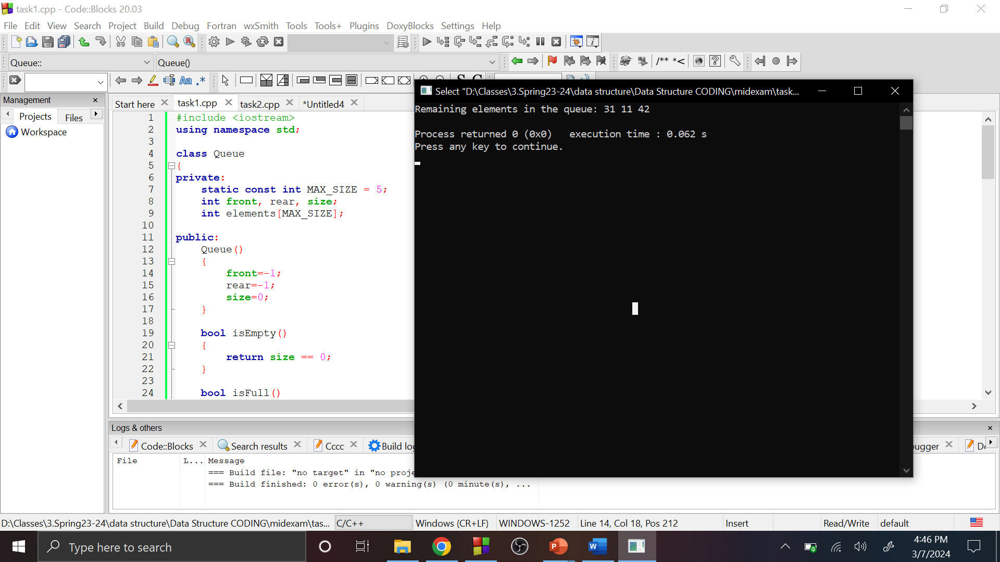 task1.cpp - Code::Blocks 20.03
File Edit View Search Project Build Debug Fortran wxSmith Tools Tools+ Plugins DoxyBlocks Settings Help
Queue:: Queue() /** *<
Aa .*
Management
Projects Files
Workspace
Start here task1.cpp task2.cpp *Untitled4
1 #include <iostream>
2 using namespace std;
3
4 class Queue
5 {
6 private:
7 static const int MAX_SIZE = 5;
8 int front, rear, size;
9 int elements[MAX_SIZE];
10
11 public:
12 Queue()
13 {
14 front=-1;
15 rear=-1;
16 size=0;
17 }
18
19 bool isEmpty()
20 {
21 return size == 0;
22 }
23
24 bool isFull()
Select "D:\Classes\3.Spring23-24\data structure\Data Structure CODING\midexam\task...
Remaining elements in the queue: 31 11 42
Process returned 0 (0x0) execution time : 0.062 s
Press any key to continue.
Logs & others
Code::Blocks Search results Cccc Build log ugger
File L... Message
=== Build file: "no target" in "no proje
=== Build finished: 0 error(s), 0 warning(s) (0 minute(s), ...
D:\Classes\3.Spring23-24\data structure\Data Structure CODING\midexam\tas... C/C++ Windows (CR+LF) WINDOWS-1252 Line 14, Col 18, Pos 212 Insert Read/Write default
Type here to search
4:46 PM
3/7/2024